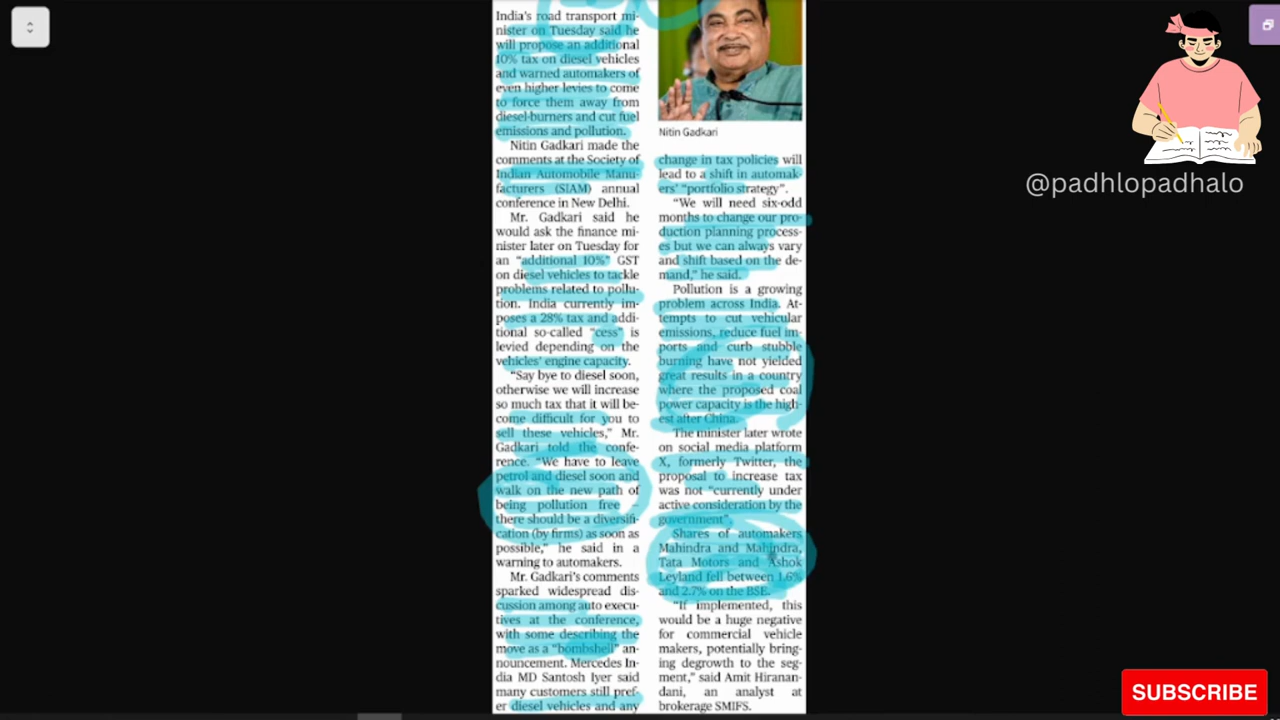 India's road transport mi-
nister on Tuesday said he
will propose an additional
10% tax on diesel vehicles
and warned automakers of
even higher levies to come
to force them away from
diesel-burners and cut fuel
emissions and pollution.
Nitin Gadkari made the
comments at the Society of
Indian Automobile Manu-
facturers (SIAM) annual
conference in New Delhi.
Mr. Gadkari said he
would ask the finance mi-
nister later on Tuesday for
an “additional 10%” GST
on diesel vehicles to tackle
problems related to pollu-
tion. India currently im-
poses a 28% tax and addi-
tional so-called “cess” is
levied depending on the
vehicles' engine capacity.
“Say bye to diesel soon,
otherwise we will increase
so much tax that it will be-
come difficult for you to
sell these vehicles,” Mr.
Gadkari told the confe-
rence. “We have to leave
petrol and diesel soon and
walk on the new path of
being pollution free –
there should be a diversifi-
cation (by firms) as soon as
possible,” he said in a
warning to automakers.
Mr. Gadkari's comments
sparked widespread dis-
cussion among auto execu-
tives at the conference,
with some describing the
move as a “bombshell” an-
nouncement. Mercedes In-
dia MD Santosh Iyer said
many customers still pref-
er diesel vehicles and any
Nitin Gadkari
change in tax policies will
lead to a shift in automak-
ers' “portfolio strategy”.
“We will need six-odd
months to change our pro-
duction planning process-
es but we can always vary
and shift based on the de-
mand,” he said.
Pollution is a growing
problem across India. At-
tempts to cut vehicular
emissions, reduce fuel im-
ports and curb stubble
burning have not yielded
great results in a country
where the proposed coal
power capacity is the high-
est after China.
The minister later wrote
on social media platform
X, formerly Twitter, the
proposal to increase tax
was not “currently under
active consideration by the
government”.
Shares of automakers
Mahindra and Mahindra,
Tata Motors and Ashok
Leyland fell between 1.6%
and 2.7% on the BSE.
“If implemented, this
would be a huge negative
for commercial vehicle
makers, potentially bring-
ing degrowth to the seg-
ment,” said Amit Hiranan-
dani, an analyst at
brokerage SMIFS.
@padhlopadhalo
SUBSCRIBE